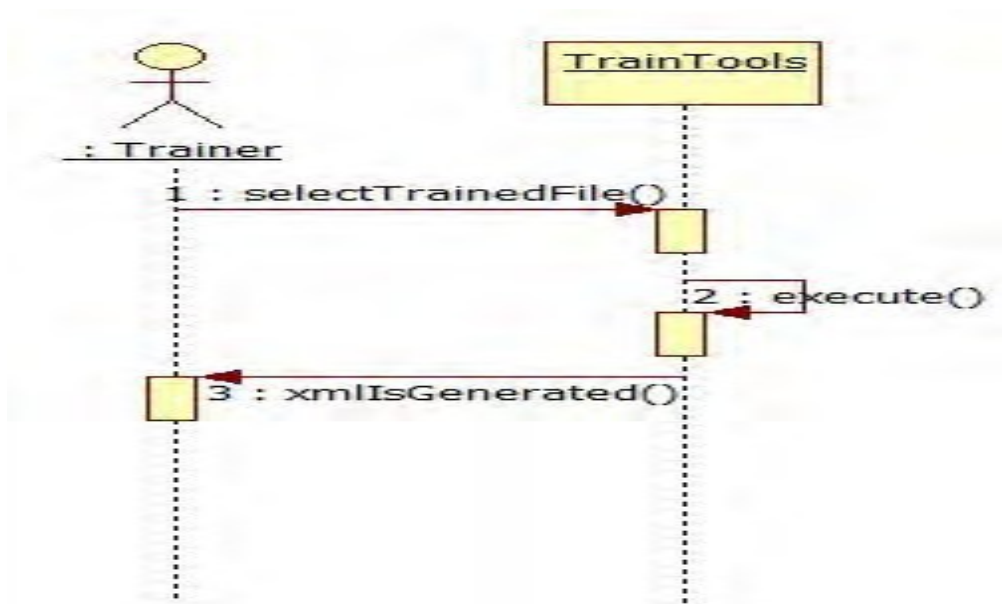 TrainTools
: Trainer
1 : selectTrainedFile()
2 : execute()
3 : xmlIsGenerated()